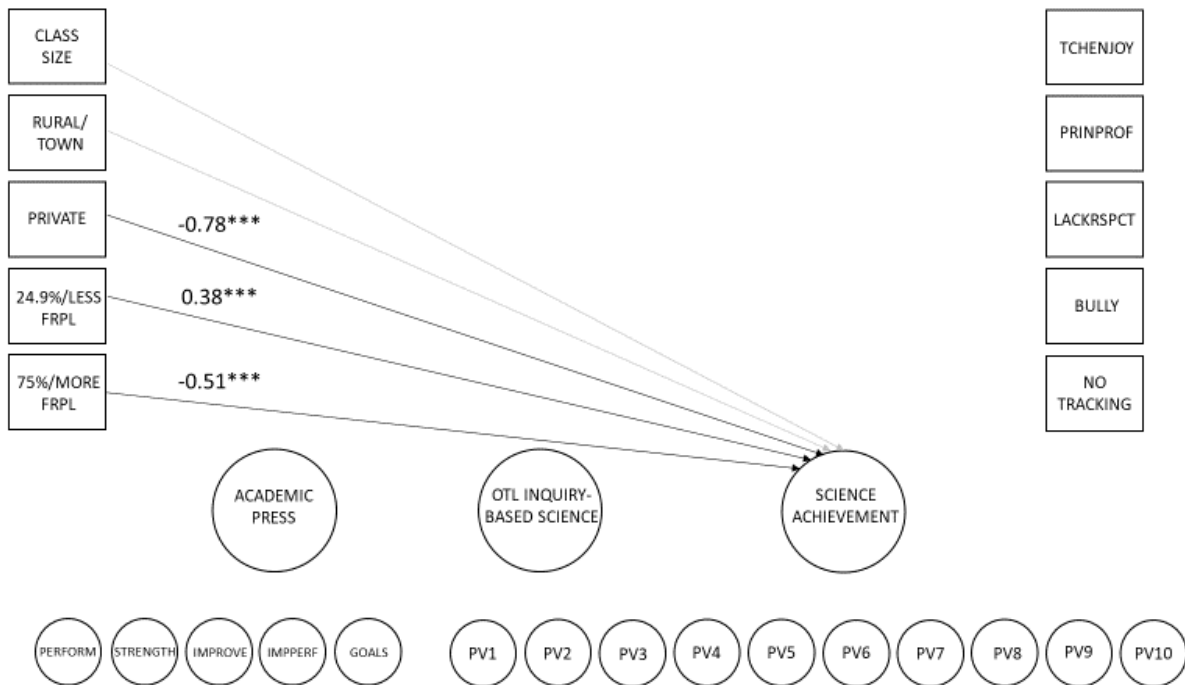 CLASS
SIZE
RURAL/
TOWN
PRIVATE
24.9%/LESS
FRPL
75%/MORE
FRPL
-0.78***
0.38***
-0.51***
TCHENJOY
PRINPROF
LACKRSPCT
BULLY
NO
TRACKING
ACADEMIC
PRESS
OTL INQUIRY-
BASED SCIENCE
SCIENCE
ACHIEVEMENT
PERFORM
STRENGTH
IMPROVE
IMPPERF
GOALS
PV1
PV2
PV3
PV4
PV5
PV6
PV7
PV8
PV9
PV10